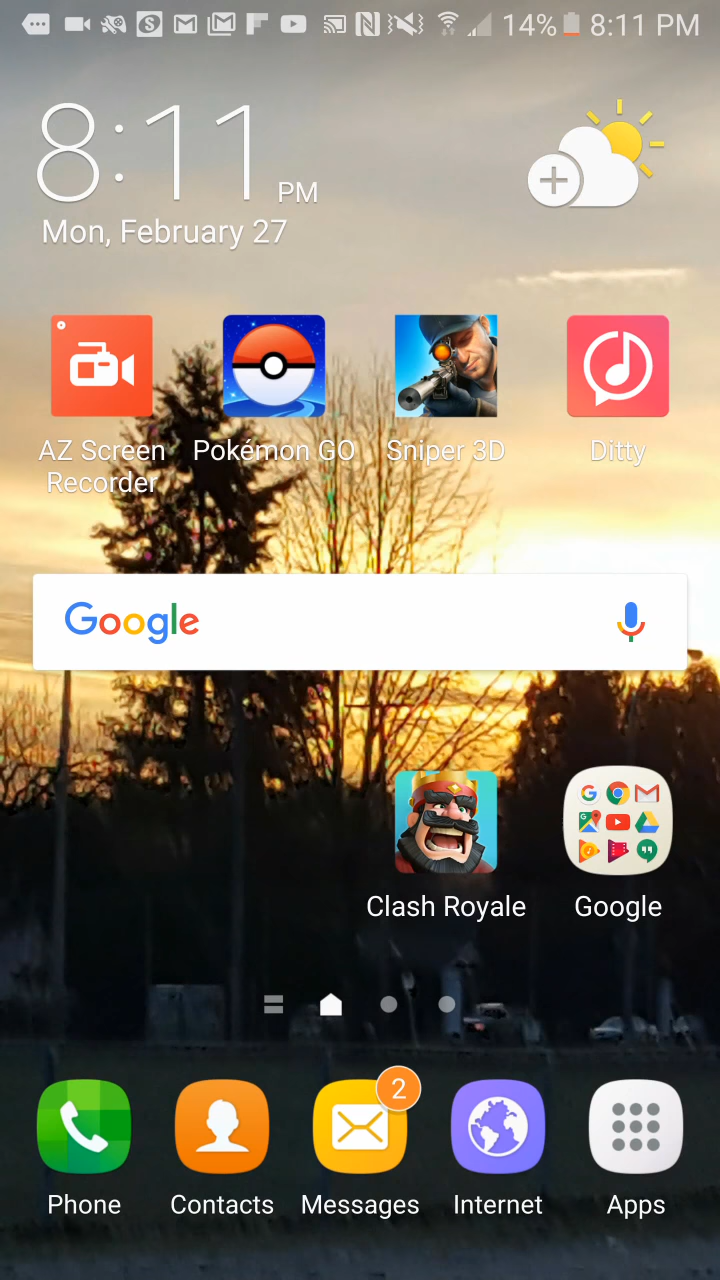 14% 8:11 PM
8:11 PM
Mon, February 27
AZ Screen Recorder
Pokémon GO
Sniper 3D
Ditty
Google
Clash Royale
Google
2
Phone
Contacts
Messages
Internet
Apps